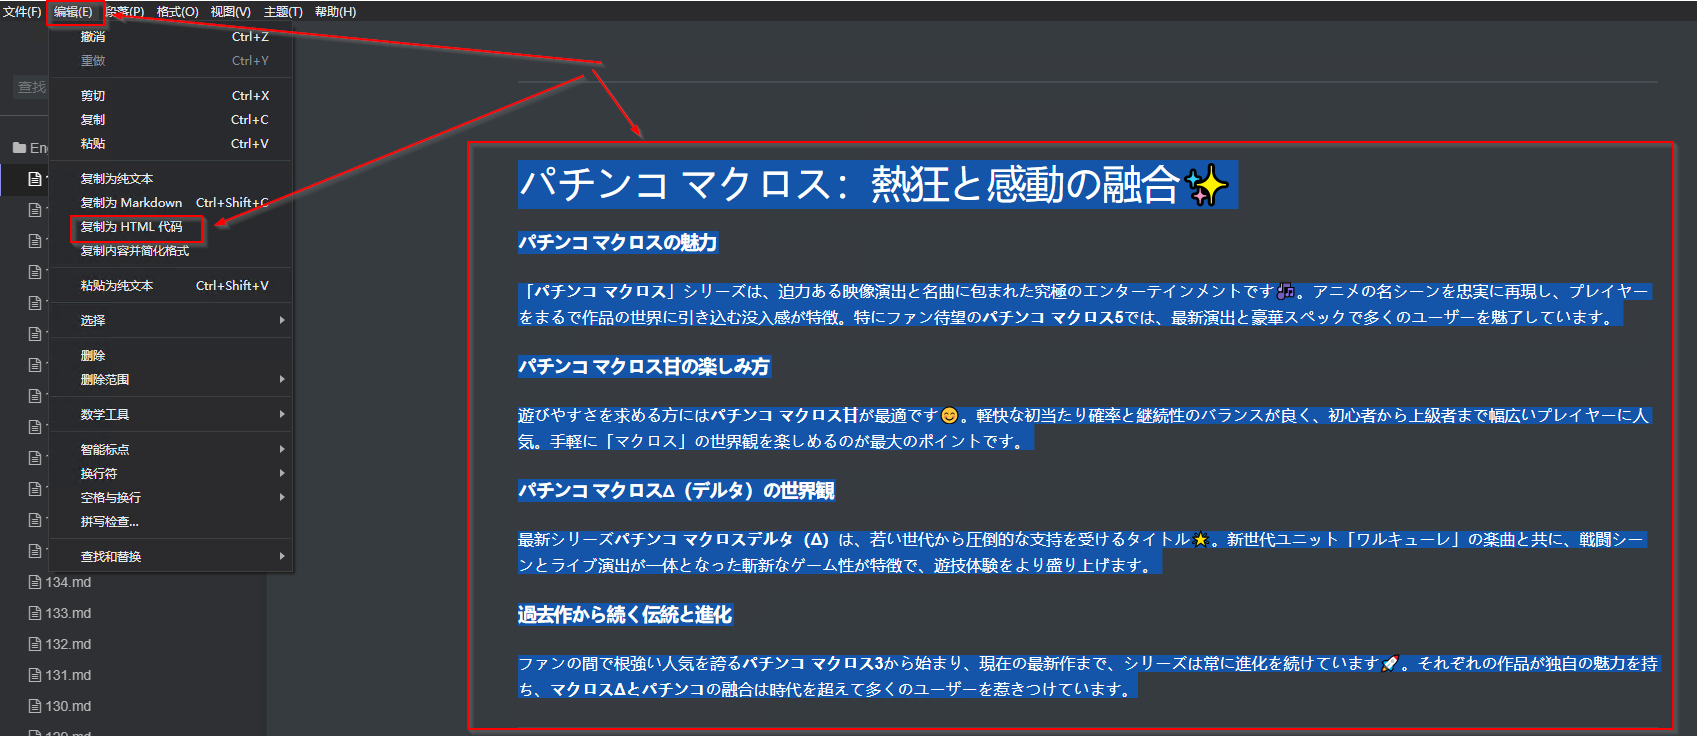 文件(F) 编辑(E) 段落(P) 格式(O) 视图(V) 主题(T) 帮助(H)
撤消 Ctrl+Z
重做 Ctrl+Y
查找
剪切 Ctrl+X
复制 Ctrl+C
粘贴 Ctrl+V
复制为纯文本
复制为 Markdown Ctrl+Shift+C
复制为 HTML 代码
复制内容并简化格式
粘贴为纯文本 Ctrl+Shift+V
选择
删除
删除范围
数学工具
智能标点
换行符
空格与换行
拼写检查...
查找和替换
134.md
133.md
132.md
131.md
130.md
パチンコ マクロス：熱狂と感動の融合✨
パチンコ マクロスの魅力
「パチンコ マクロス」シリーズは、迫力ある映像演出と名曲に包まれた究極のエンターテインメントです🎶。アニメの名シーンを忠実に再現し、プレイヤー
をまるで作品の世界に引き込む没入感が特徴。特にファン待望のパチンコ マクロス5では、最新演出と豪華スペックで多くのユーザーを魅了しています。
パチンコ マクロス甘の楽しみ方
遊びやすさを求める方にはパチンコ マクロス甘が最適です😊。軽快な初当たり確率と継続性のバランスが良く、初心者から上級者まで幅広いプレイヤーに人
気。手軽に「マクロス」の世界観を楽しめるのが最大のポイントです。
パチンコ マクロスΔ（デルタ）の世界観
最新シリーズパチンコ マクロスデルタ（Δ）は、若い世代から圧倒的な支持を受けるタイトル🌟。新世代ユニット「ワルキューレ」の楽曲と共に、戦闘シー
ンとライブ演出が一体となった斬新なゲーム性が特徴で、遊技体験をより盛り上げます。
過去作から続く伝統と進化
ファンの間で根強い人気を誇るパチンコ マクロス3から始まり、現在の最新作まで、シリーズは常に進化を続けています🚀。それぞれの作品が独自の魅力を持
ち、マクロスΔとパチンコの融合は時代を超えて多くのユーザーを惹きつけています。